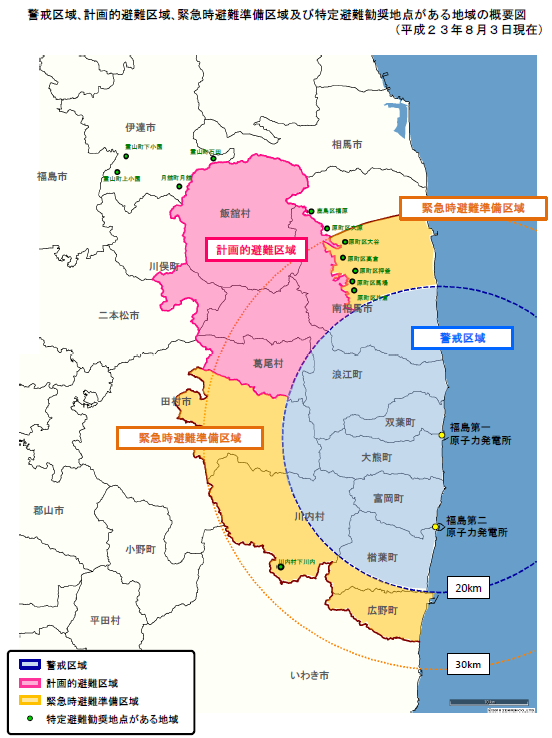 警戒区域、計画的避難区域、緊急時避難準備区域及び特定避難勧奨地点がある地域の概要図
（平成２３年８月３日現在）
伊達市
霊山町下小国
霊山町石田
相馬市
福島市
霊山町上小国
月舘町月舘
飯舘村
鹿島区橲原
緊急時避難準備区域
原町区大原
原町区大谷
計画的避難区域
原町区高倉
川俣町
原町区押釜
原町区馬場
南相馬市
二本松市
警戒区域
葛尾村
浪江町
田村市
双葉町
福島第一
原子力発電所
緊急時避難準備区域
大熊町
富岡町
郡山市
川内村
福島第二
原子力発電所
小野町
楢葉町
川内村下川内
20km
広野町
平田村
30km
いわき市
警戒区域
計画的避難区域
緊急時避難準備区域
特定避難勧奨地点がある地域